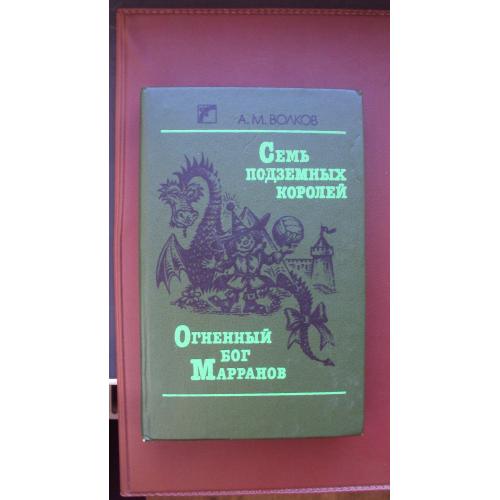 А. М. ВОЛКОВ
СЕМЬ
ПОДЗЕМНЫХ
КОРОЛЕЙ
ОГНЕННЫЙ
БОГ
МАРРАНОВ